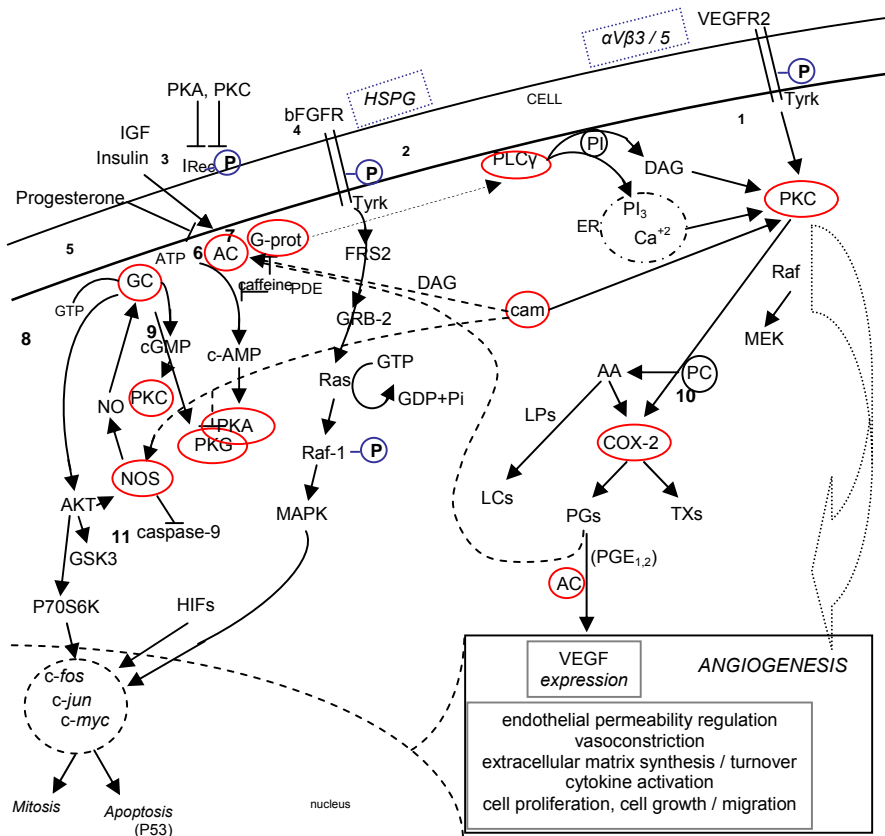 VEGFR2
αVβ3 / 5
P
PKA, PKC
HSPG
CELL
Tyrk
bFGFR
4
1
IGF
Insulin
3
IRec
P
2
PLCγ
PI
DAG
P
Progesterone
Tyrk
PKC
PI3
ER
Ca+2
7
G-prot
5
6
AC
ATP
FRS2
caffeine
PDE
DAG
Raf
GC
GTP
cam
8
9
cGMP
GRB-2
MEK
c-AMP
GTP
AA
PC
10
Ras
GDP+Pi
PKC
NO
PKA
PKG
LPs
COX-2
Raf-1
P
NOS
LCs
AKT
MAPK
PGs
TXs
11
caspase-9
GSK3
(PGE1,2)
AC
P70S6K
HIFs
VEGF
expression
ANGIOGENESIS
c-fos
c-jun
c-myc
endothelial permeability regulation
vasoconstriction
extracellular matrix synthesis / turnover
cytokine activation
cell proliferation, cell growth / migration
Mitosis
Apoptosis
(P53)
nucleus